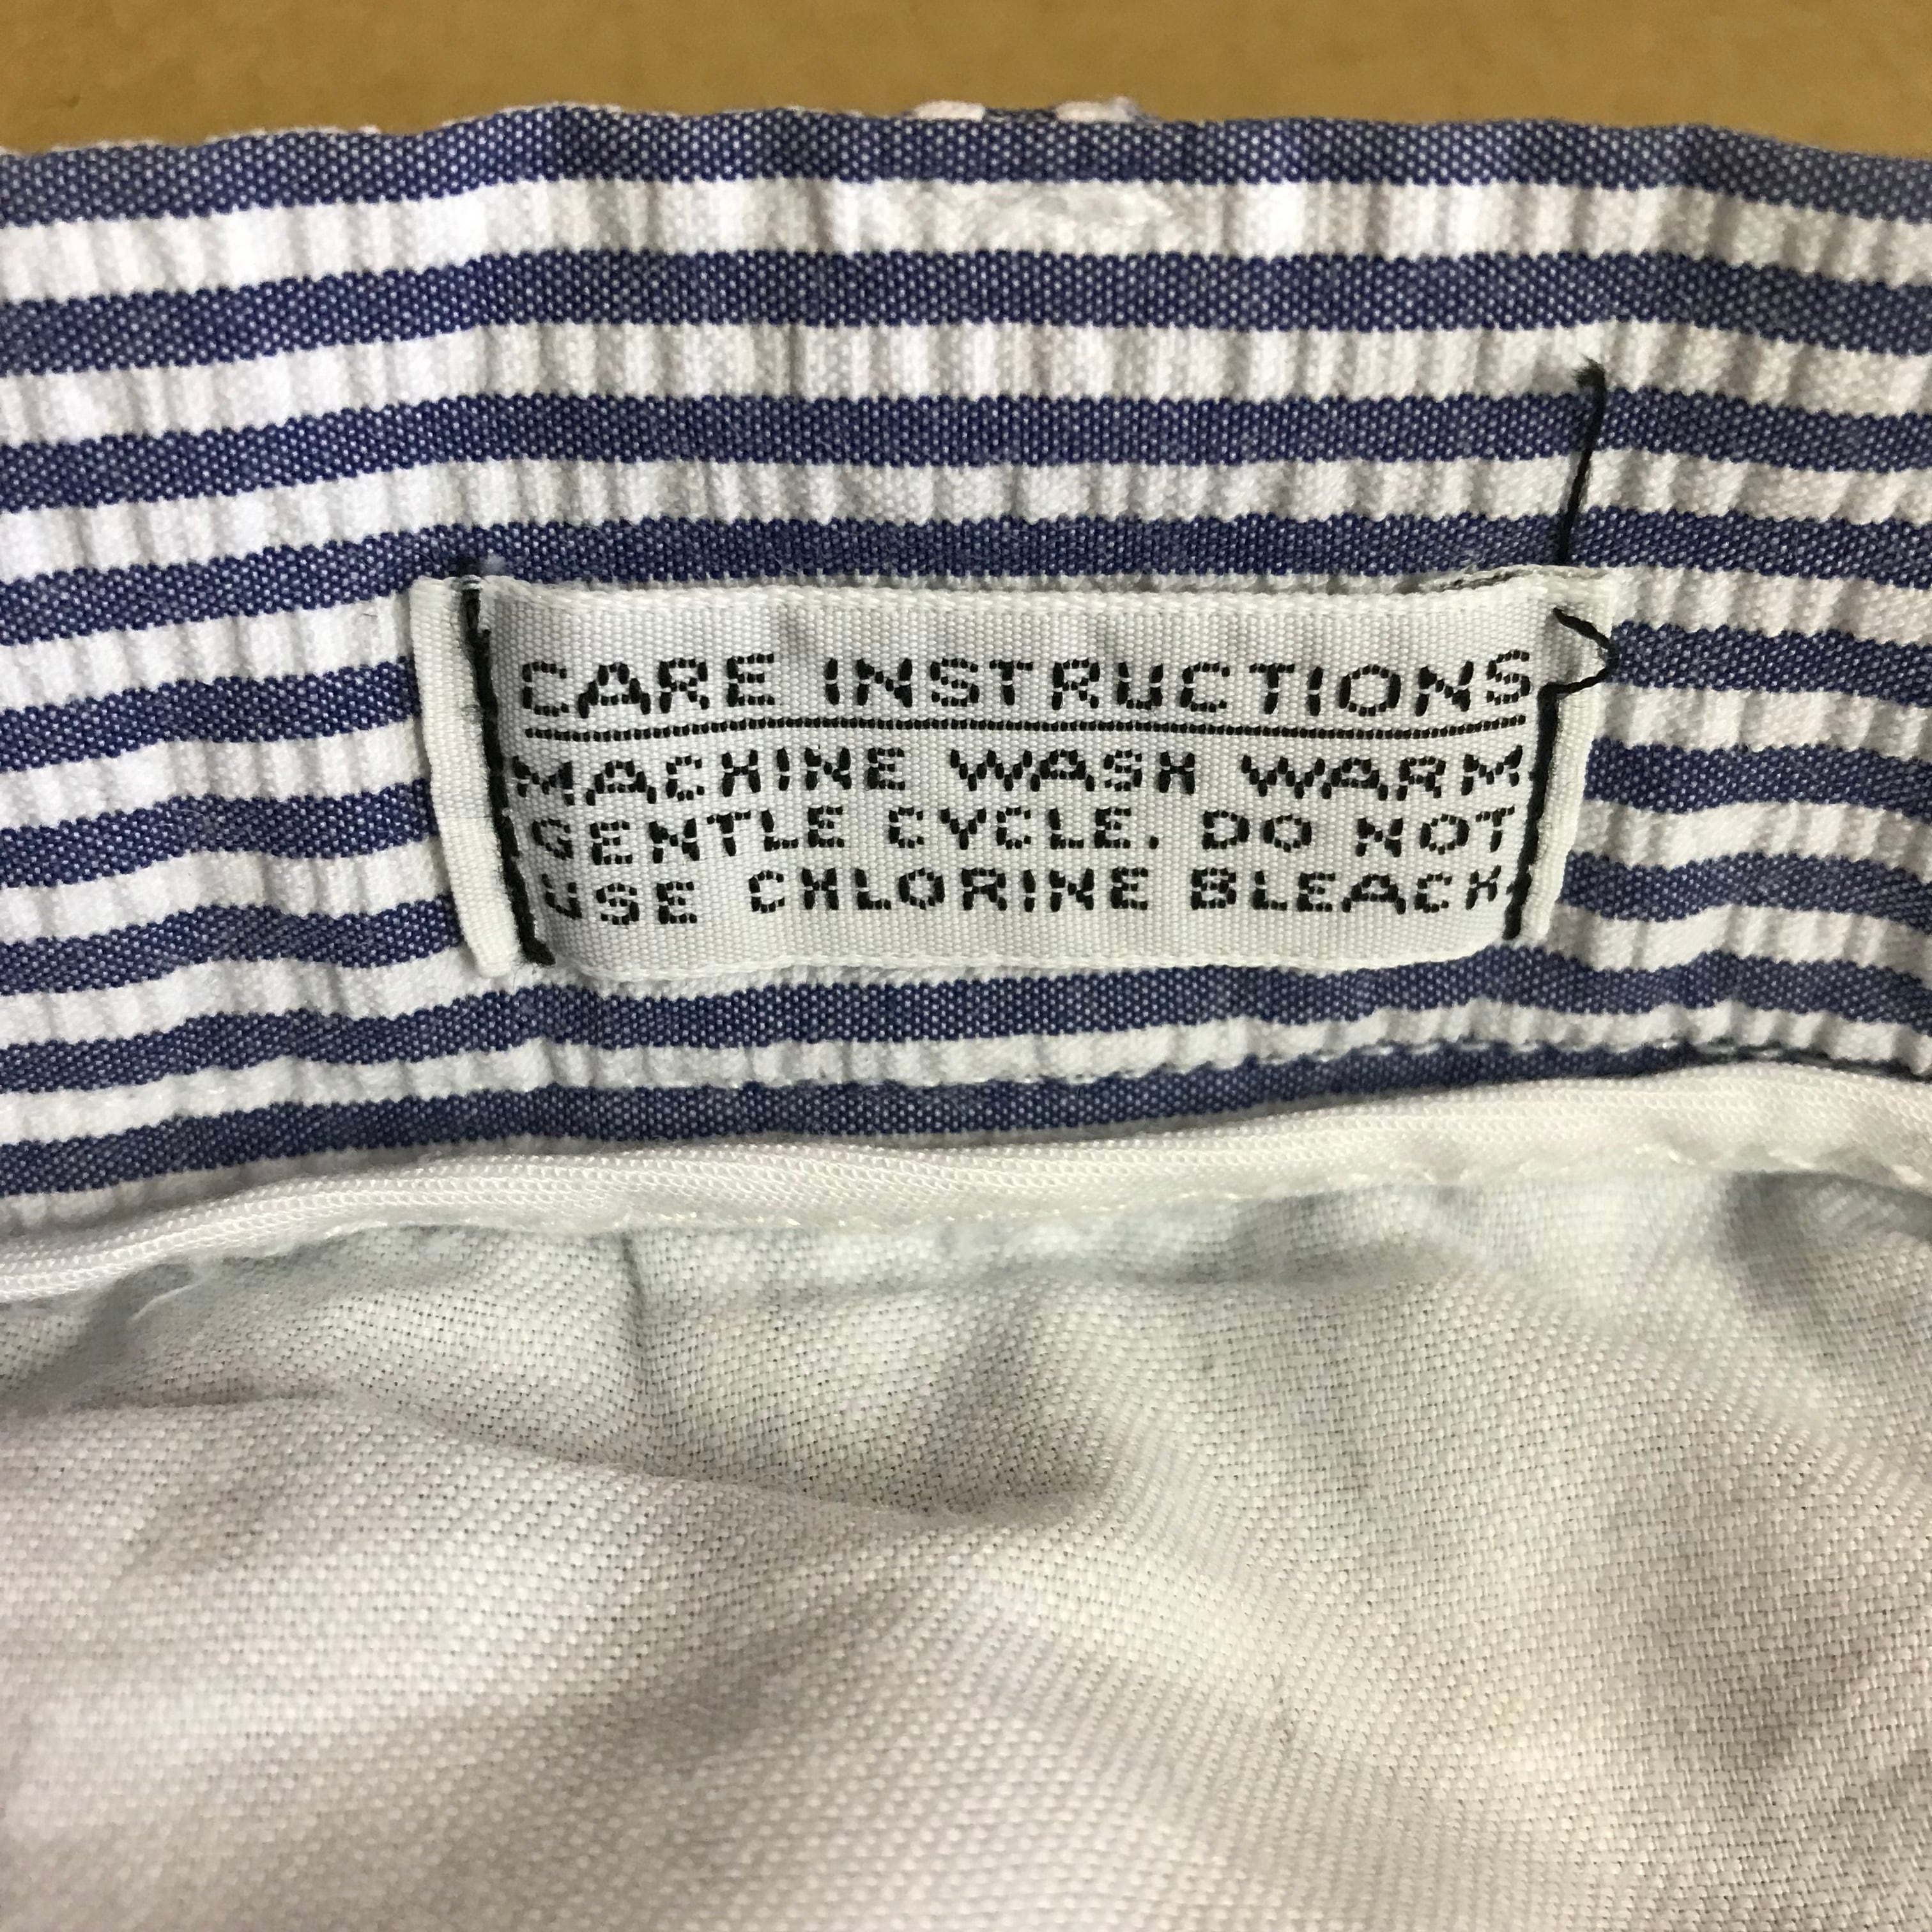 CARE INSTRUCTIONS
MACHINE WASH WARM
GENTLE CYCLE. DO NOT
USE CHLORINE BLEACH.